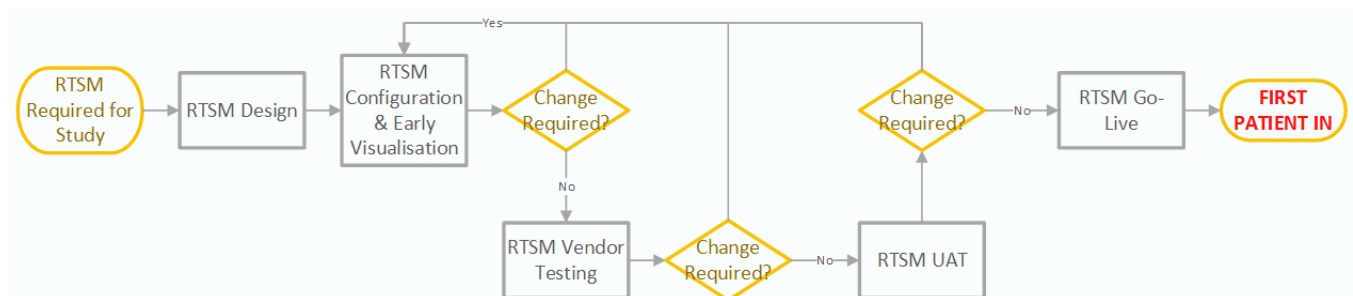 Yes
RTSM
Required for
Study
RTSM Design
RTSM
Configuration
& Early
Visualisation
Change
Required?
No
RTSM Vendor
Testing
Change
Required?
No
RTSM UAT
Change
Required?
No
RTSM Go-
Live
FIRST
PATIENT IN